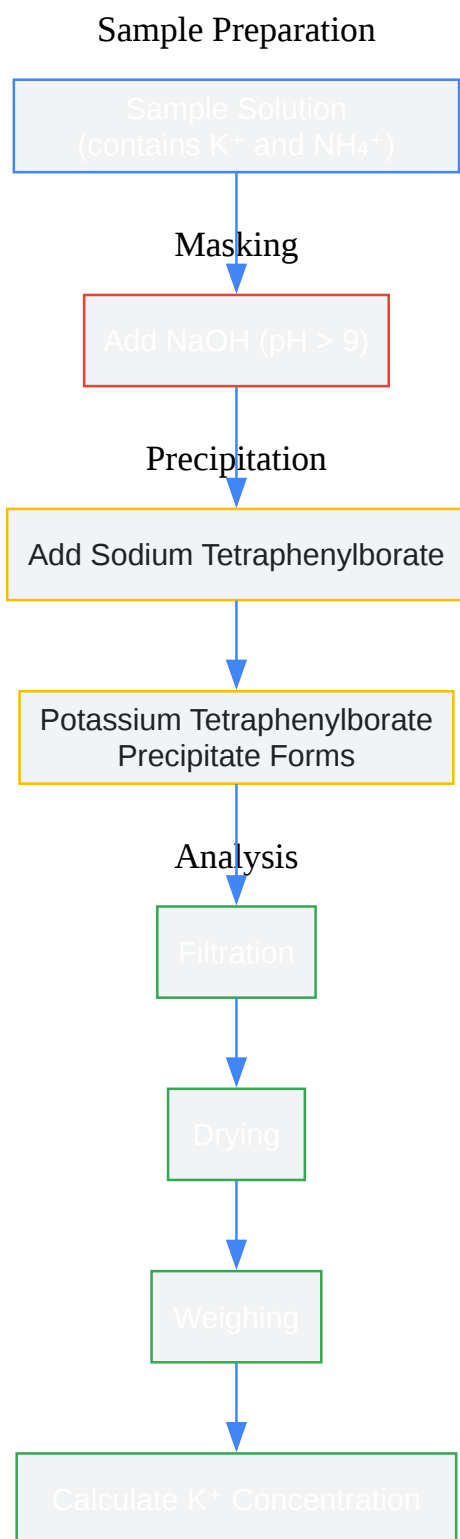 Sample Preparation
Sample Solution
(contains K⁺ and NH₄⁺)
Masking
Add NaOH (pH > 9)
Precipitation
Add Sodium Tetraphenylborate
Potassium Tetraphenylborate
Precipitate Forms
Analysis
Filtration
Drying
Weighing
Calculate K⁺ Concentration